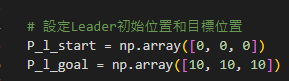 # 設定Leader初始位置和目標位置
P_l_start = np.array([0, 0, 0])
P_l_goal = np.array([10, 10, 10])